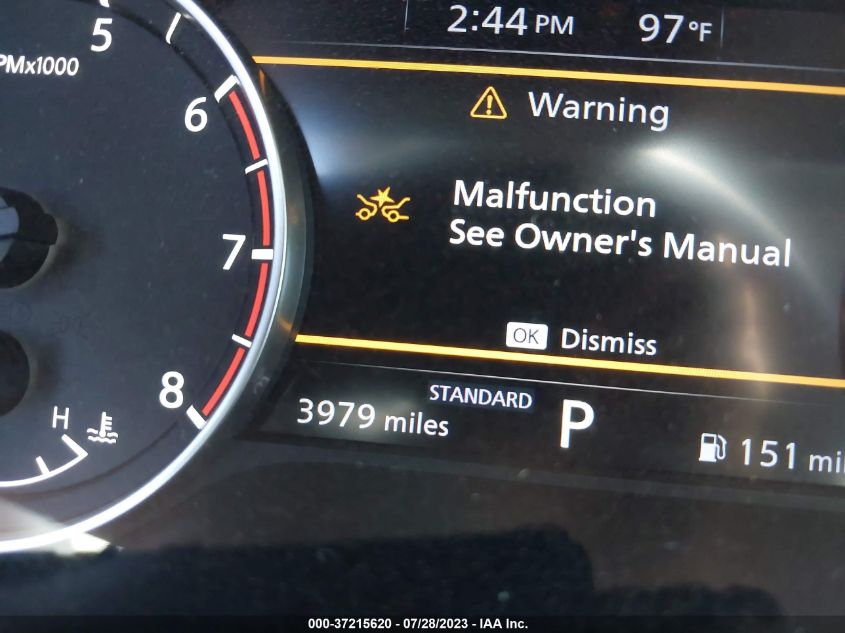 5
PMx1000
6
7
8
H
2:44 PM 97°F
Warning
Malfunction
See Owner's Manual
OK Dismiss
STANDARD
3979 miles P 151 mi
000-37215620 - 07/28/2023 - IAA Inc.